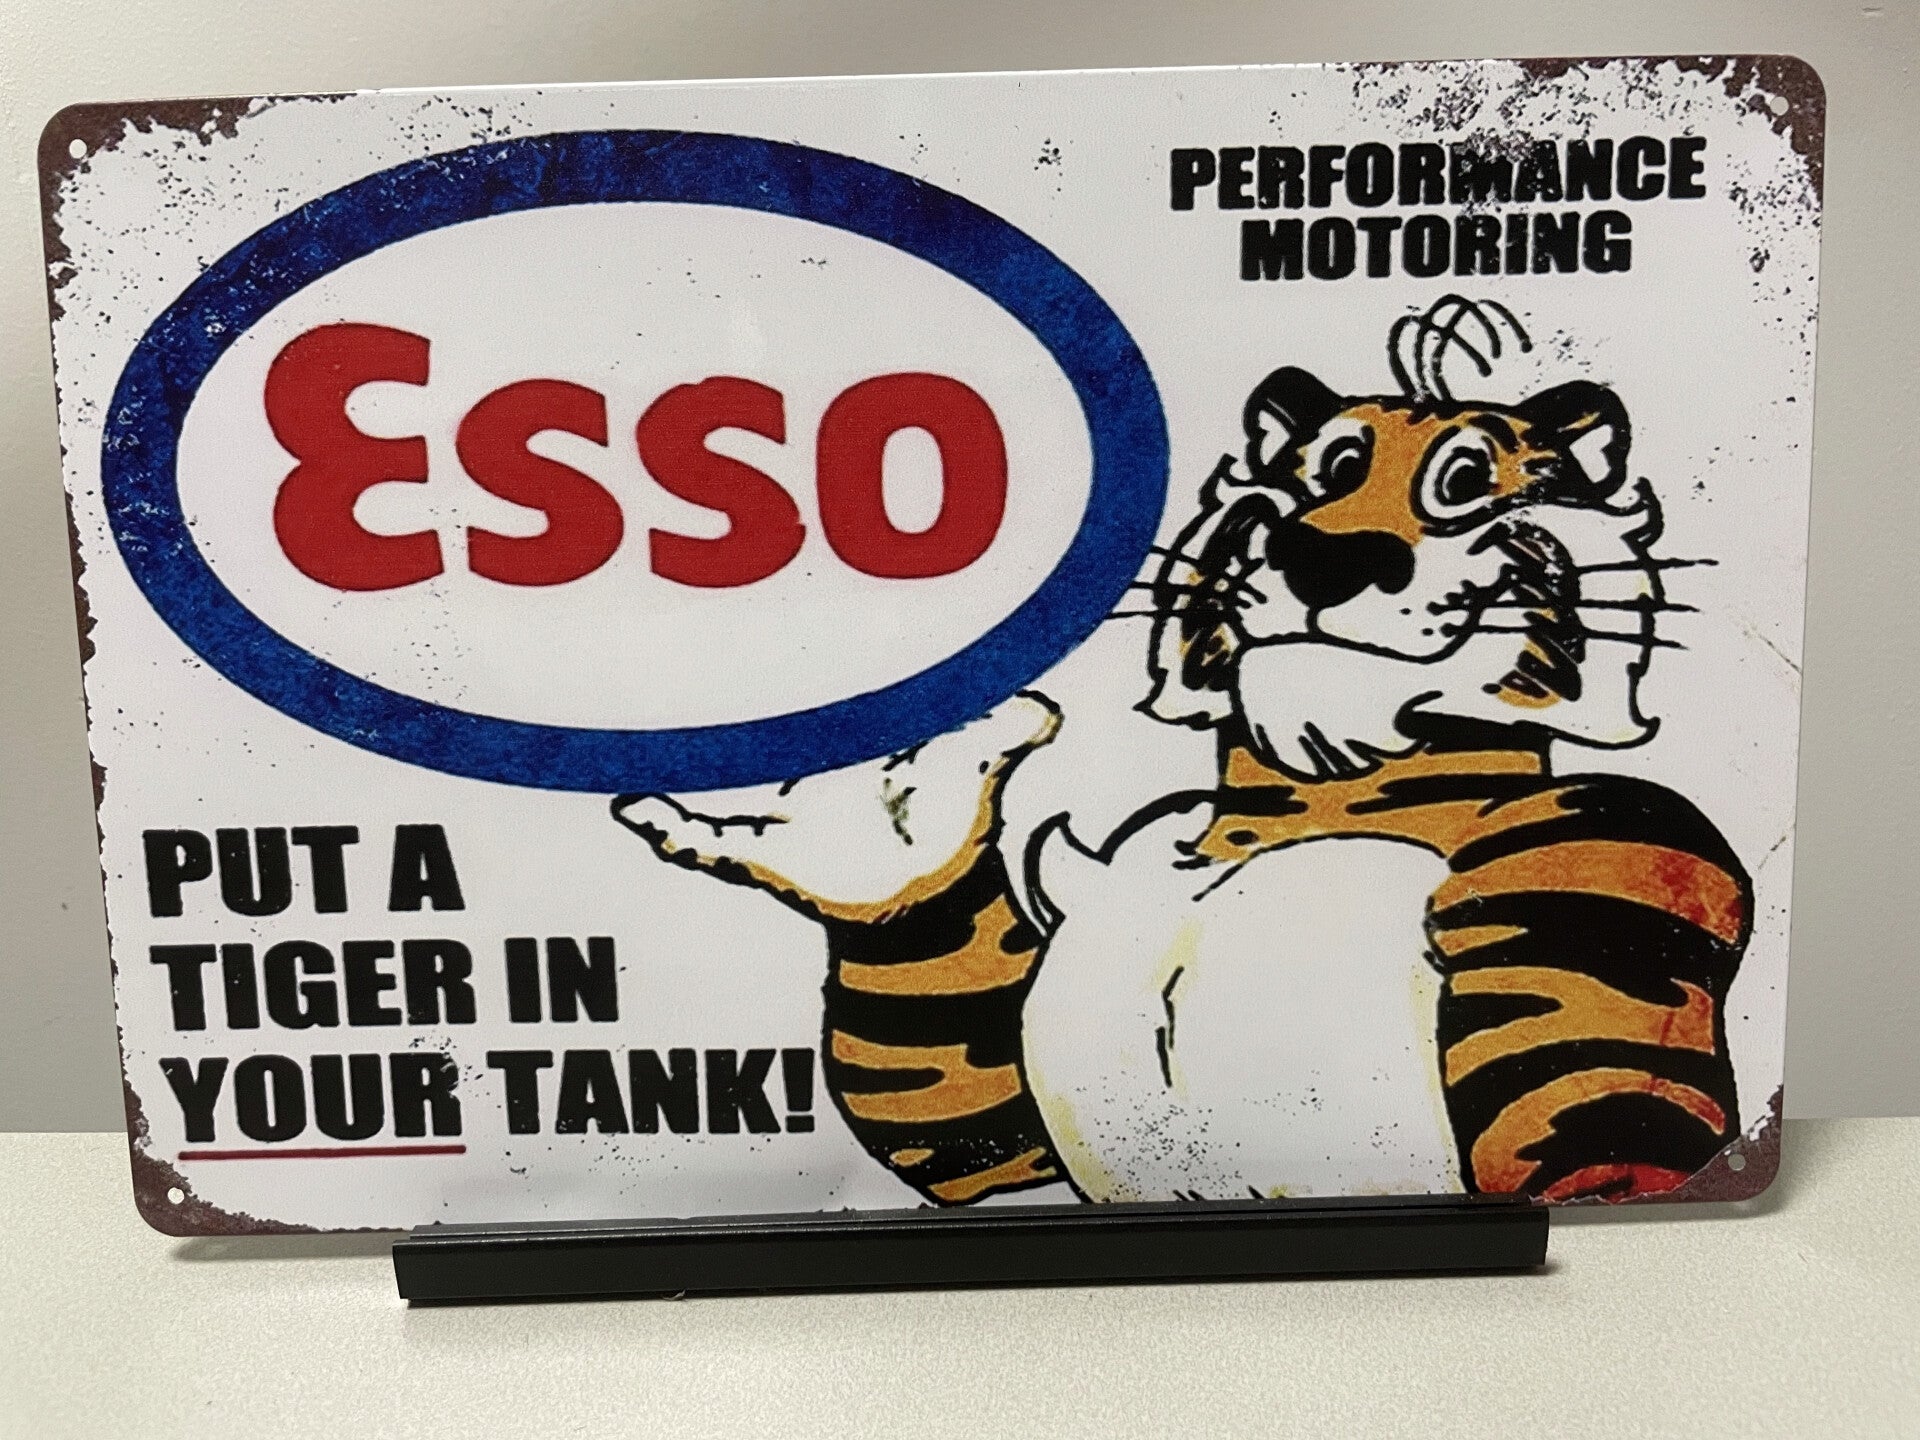 Esso
PERFORMANCE
MOTORING
PUT A
TIGER IN
YOUR TANK!